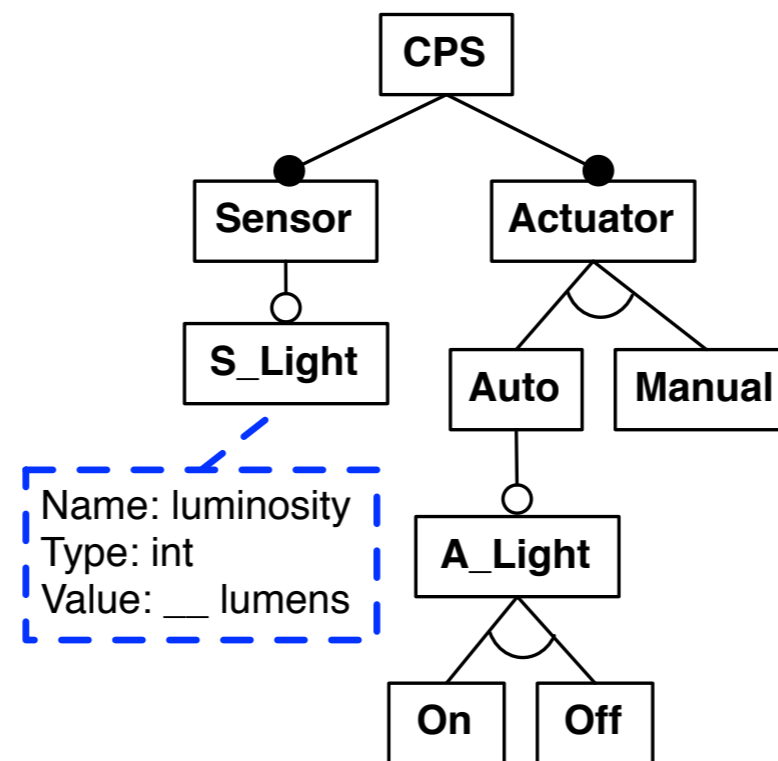 CPS
Sensor
Actuator
S_Light
Auto
Manual
Name: luminosity
Type: int
Value: __ lumens
A_Light
On
Off